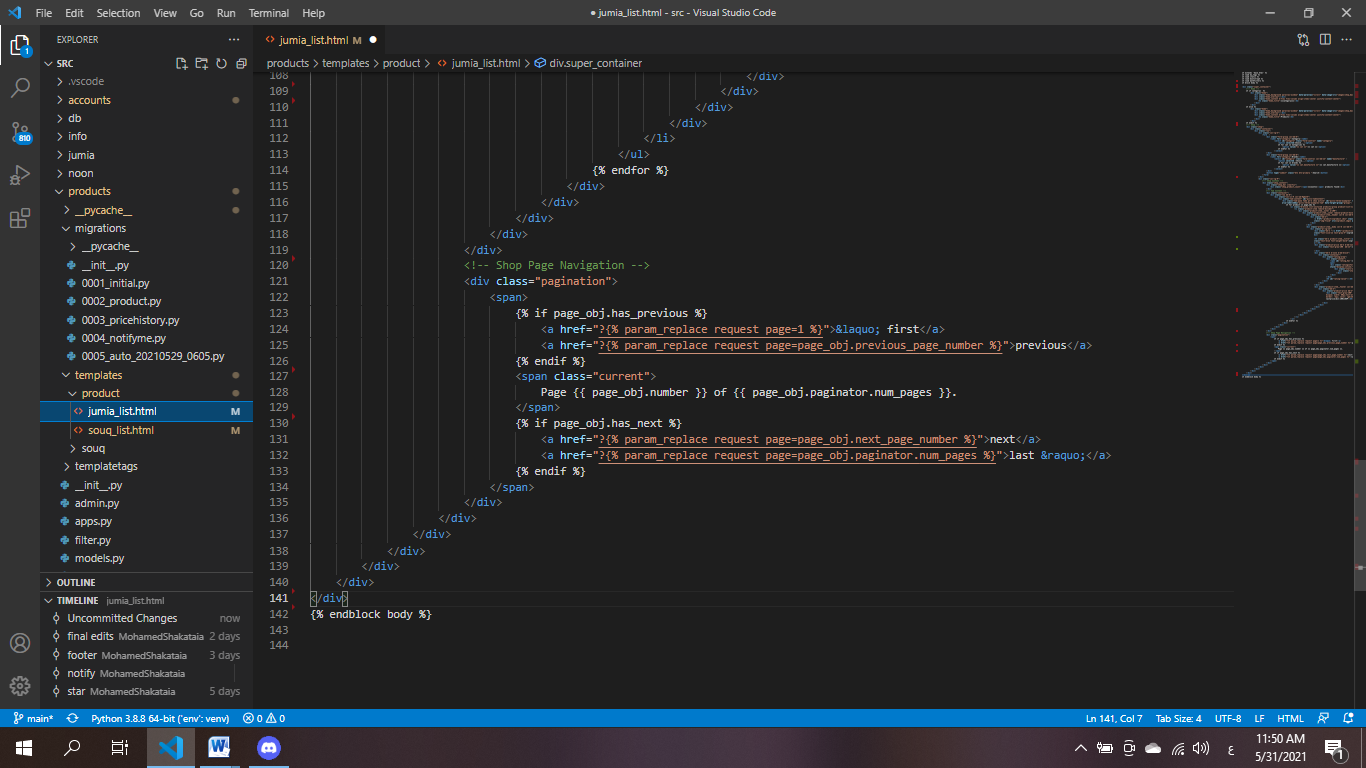 File Edit Selection View Go Run Terminal Help
● jumia_list.html - src - Visual Studio Code
EXPLORER
SRC
.vscode
accounts
db
info
jumia
noon
products
__pycache__
migrations
__pycache__
__init__.py
0001_initial.py
0002_product.py
0003_pricehistory.py
0004_notifyme.py
0005_auto_20210529_0605.py
templates
product
jumia_list.html M
souq_list.html M
souq
templatetags
__init__.py
admin.py
apps.py
filter.py
models.py
OUTLINE
TIMELINE jumia_list.html
Uncommitted Changes now
final edits MohamedShakataia 2 days
footer MohamedShakataia 3 days
notify MohamedShakataia
star MohamedShakataia 5 days
1
810
<> jumia_list.html M ●
products > templates > product > <> jumia_list.html > div.super_container
108 </div>
109 </div>
110 </div>
111 </div>
112 </li>
113 </ul>
114 {% endfor %}
115 </div>
116 </div>
117 </div>
118 </div>
119 </div>
120 <!-- Shop Page Navigation -->
121 <div class="pagination">
122 <span>
123 {% if page_obj.has_previous %}
124 <a href="?{% param_replace request page=1 %}">&laquo; first</a>
125 <a href="?{% param_replace request page=page_obj.previous_page_number %}">previous</a>
126 {% endif %}
127 <span class="current">
128 Page {{ page_obj.number }} of {{ page_obj.paginator.num_pages }}.
129 </span>
130 {% if page_obj.has_next %}
131 <a href="?{% param_replace request page=page_obj.next_page_number %}">next</a>
132 <a href="?{% param_replace request page=page_obj.paginator.num_pages %}">last &raquo;</a>
133 {% endif %}
134 </span>
135 </div>
136 </div>
137 </div>
138 </div>
139 </div>
140 </div>
141 </div>
142 {% endblock body %}
143
144
main* Python 3.8.8 64-bit ('env': venv) 0 0
Ln 141, Col 7 Tab Size: 4 UTF-8 LF HTML
ع
11:50 AM
5/31/2021
1